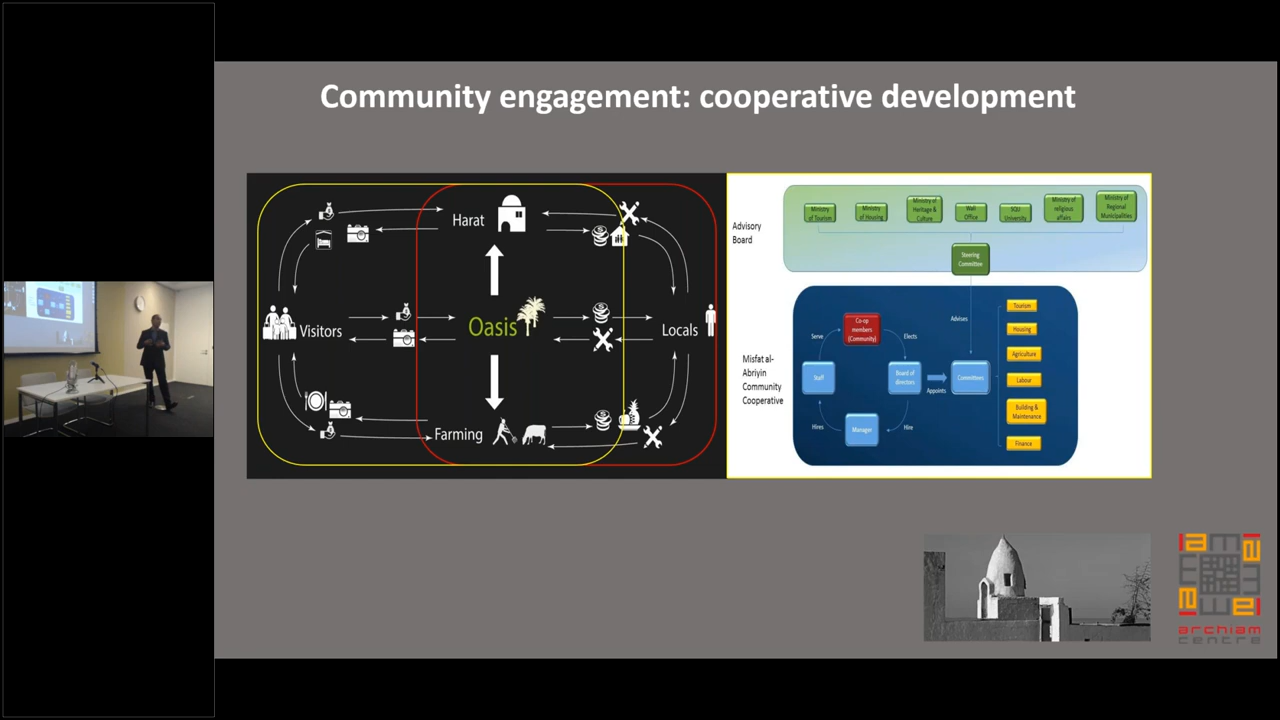 Community engagement: cooperative development
Harat
Visitors
Oasis
Locals
Farming
Advisory
Board
Ministry
of Tourism
Ministry
of Housing
Ministry of
Heritage &
Culture
Wali
Office
SQU
University
Ministry of
religious
affairs
Ministry of
Regional
Municipalities
Steering
Committee
Misfat al-
Abriyin
Community
Cooperative
Advises
Co-op
members
(Community)
Serve
Elects
Staff
Board of
directors
Appoints
Committees
Hires
Hire
Manager
Tourism
Housing
Agriculture
Labour
Building &
Maintenance
Finance
archiam
centre